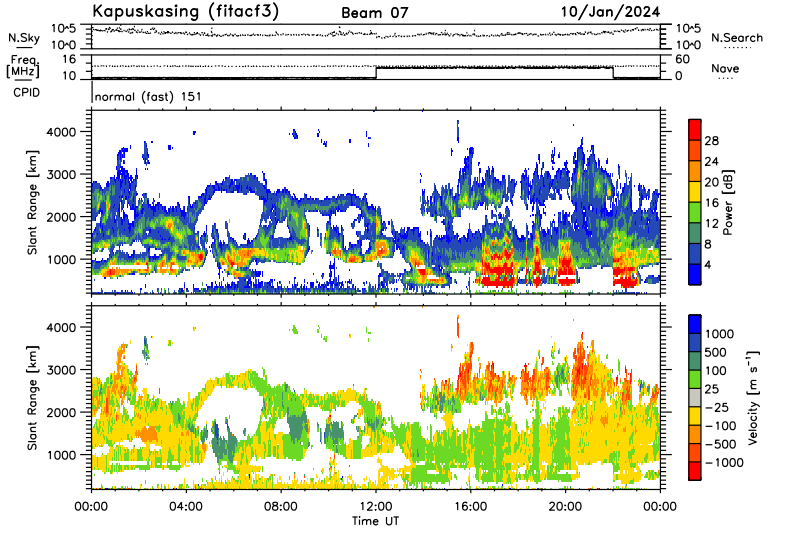 Kapuskasing (fitacf3) Beam 07 10/Jan/2024
N.Sky 10^5 10^0 10^5 10^0 N.Search
Freq. [MHz] 16 10 60 0 Nave
CPID normal (fast) 151
Slant Range [km] 4000 3000 2000 1000
Power [dB] 28 24 20 16 12 8 4
Slant Range [km] 4000 3000 2000 1000
Velocity [m s^-1] 1000 500 100 25 -25 -100 -500 -1000
00:00 04:00 08:00 12:00 16:00 20:00 00:00
Time UT